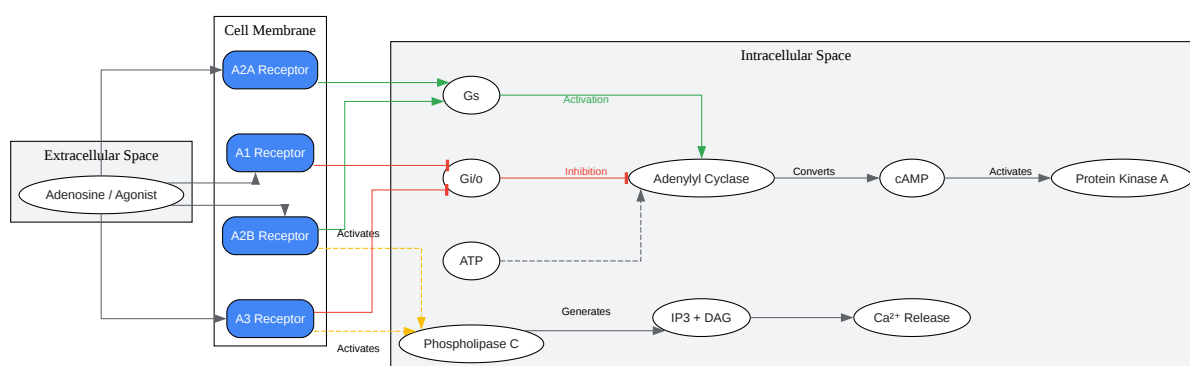 Cell Membrane
Intracellular Space
A2A Receptor
Gs
Activation
A1 Receptor
Extracellular Space
Adenosine / Agonist
Gi/o
Inhibition
Adenylyl Cyclase
Converts
cAMP
Activates
Protein Kinase A
A2B Receptor
Activates
ATP
A3 Receptor
Activates
Phospholipase C
Generates
IP3 + DAG
Ca²⁺ Release